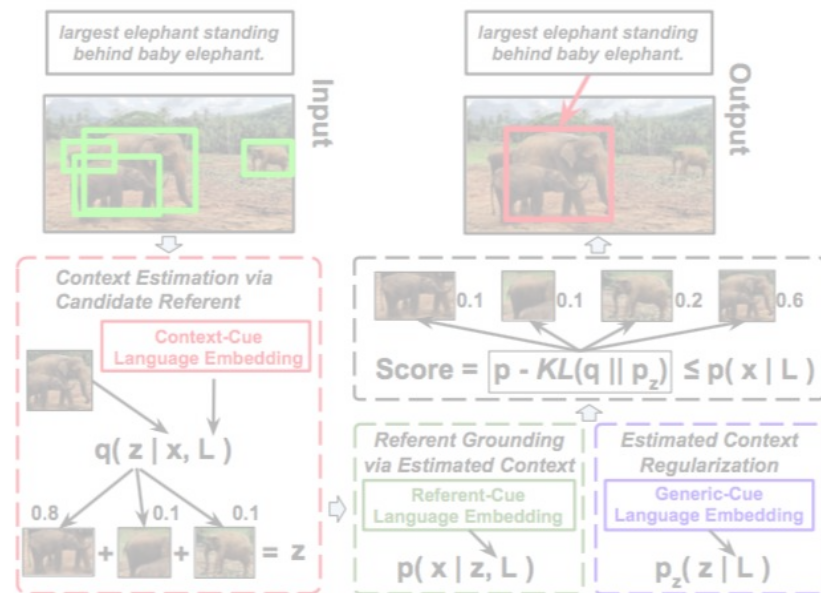 largest elephant standing
behind baby elephant.
Input
Context Estimation via
Candidate Referent
Context-Cue
Language Embedding
q( z | x, L )
0.8
0.1
0.1
+
+
= z
largest elephant standing
behind baby elephant.
Output
0.1
0.1
0.2
0.6
Score = p - KL(q || p_z) ≤ p( x | L )
Referent Grounding
via Estimated Context
Referent-Cue
Language Embedding
p( x | z, L )
Estimated Context
Regularization
Generic-Cue
Language Embedding
p_z( z | L )